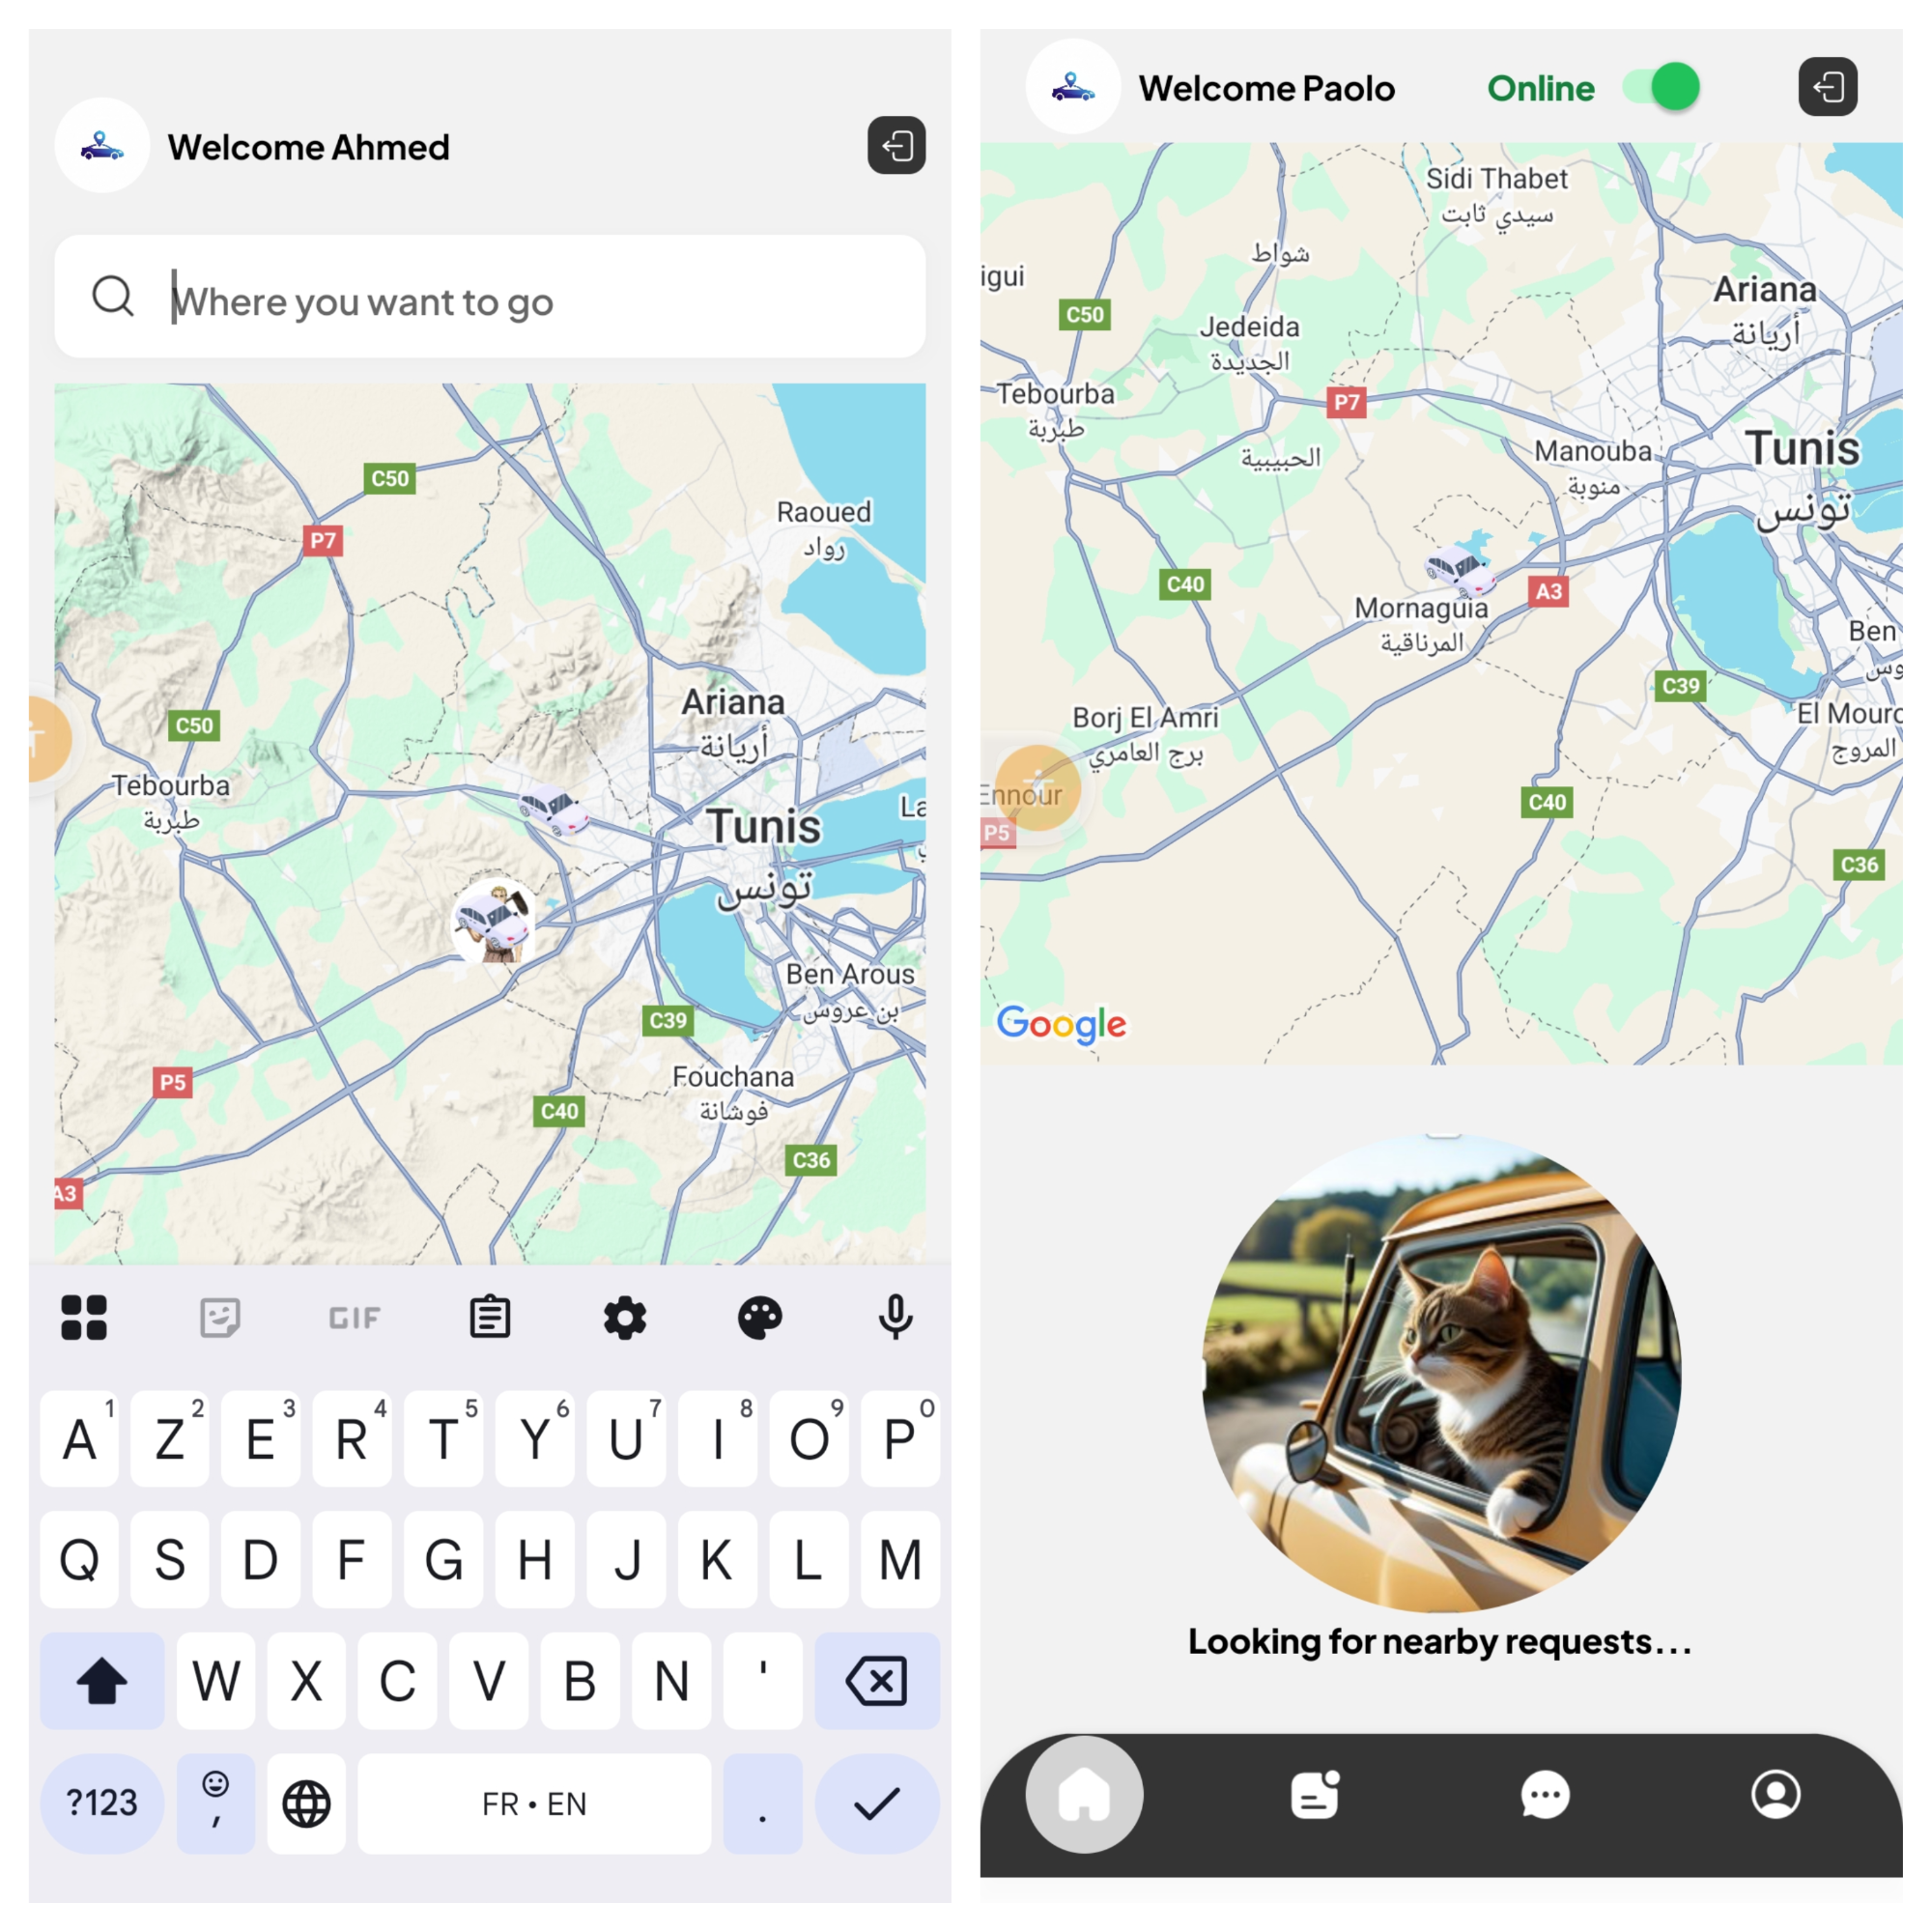 Welcome Ahmed
Where you want to go
C50
Raoued
رواد
P7
Ariana
أريانة
C50
Tebourba
طبربة
Tunis
تونس
Ben Arous
بن عروس
C39
Fouchana
فوشانة
P5
C40
C36
A3
GIF
A 1 Z 2 E 3 R 4 T 5 Y 6 U 7 I 8 O 9 P 0
Q S D F G H J K L M
W X C V B N '
?123 , FR • EN .
Welcome Paolo Online
Sidi Thabet
سيدي ثابت
شواط
igui
Ariana
أريانة
C50
Jedeida
الجديدة
Tebourba
طبربة
P7
Manouba
منوبة
Tunis
تونس
الحبيبية
C40
A3
Mornaguia
المرناقية
Ben
C39
Borj El Amri
برج العامري
El Mourc
المروج
Ennour
P5
C40
C36
Google
Looking for nearby requests...